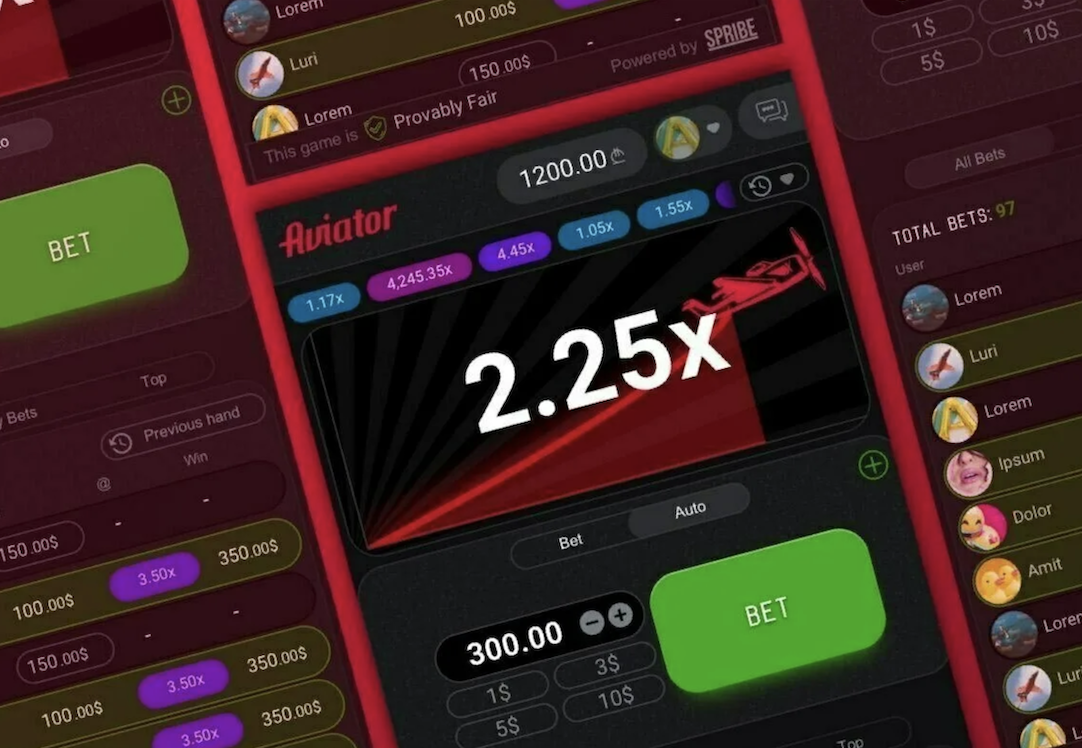 Lorem
100.00$
Luri
150.00$
-
Lorem
This game is Provably Fair
Powered by SPRIBE
BET
Top
Bets
Previous hand
@
Win
-
-
150.00$
100.00$
3.50x
350.00$
-
-
150.00$
100.00$
3.50x
350.00$
3.50x
350.00$
1200.00
Aviator
1.17x
4,245.35x
4.45x
1.05x
1.55x
2.25x
Bet
Auto
300.00
1$
3$
5$
10$
BET
Top
1$
3$
5$
10$
All Bets
TOTAL BETS: 97
User
Lorem
Luri
Lorem
Ipsum
Dolor
Amit
Lorem
Luri
L